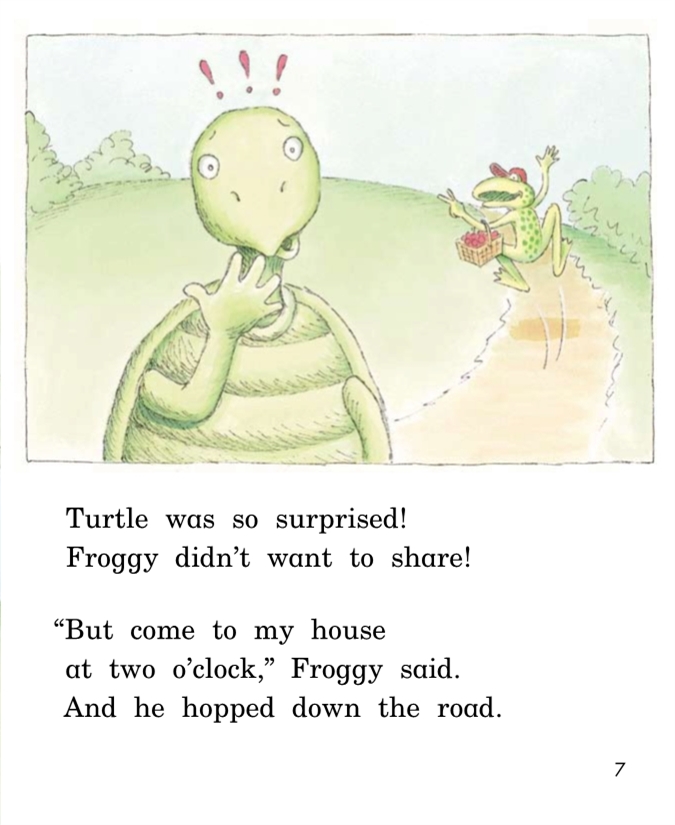 ! ! !
Turtle was so surprised!
Froggy didn’t want to share!
“But come to my house
at two o’clock,” Froggy said.
And he hopped down the road.
7